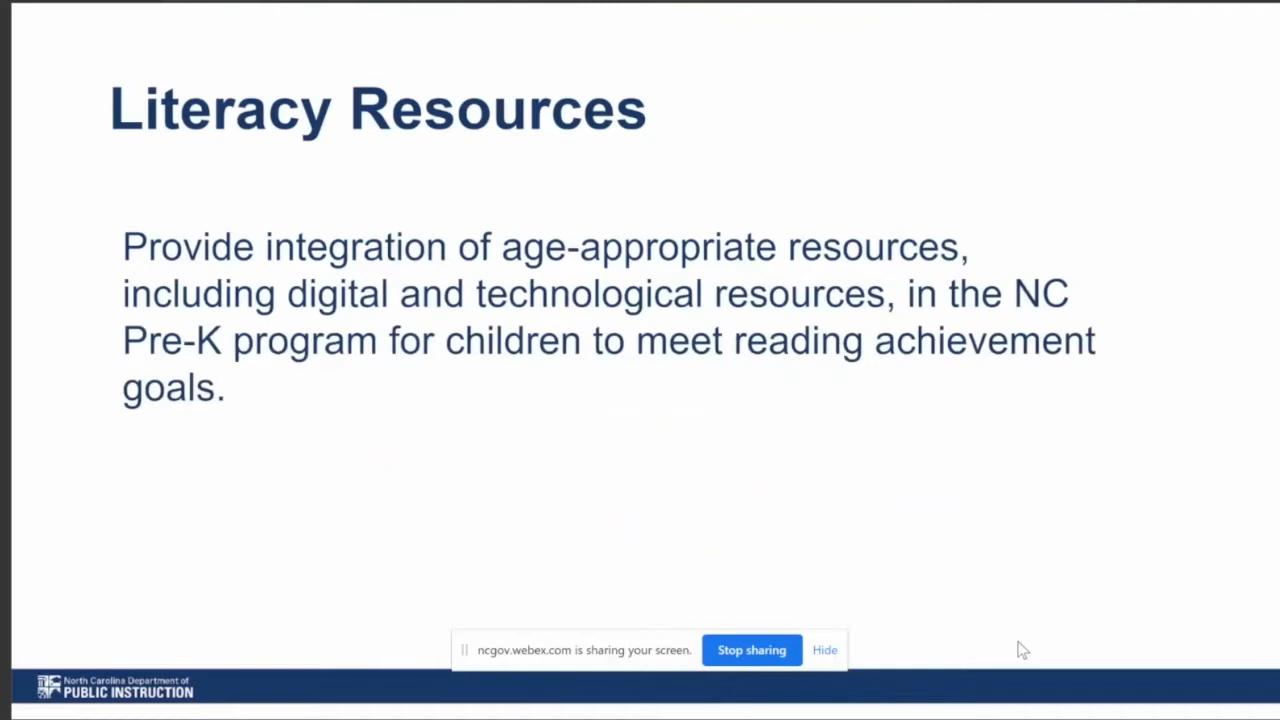 Literacy Resources
Provide integration of age-appropriate resources,
including digital and technological resources, in the NC
Pre-K program for children to meet reading achievement
goals.
ncgov.webex.com is sharing your screen. Stop sharing Hide
North Carolina Department of
PUBLIC INSTRUCTION